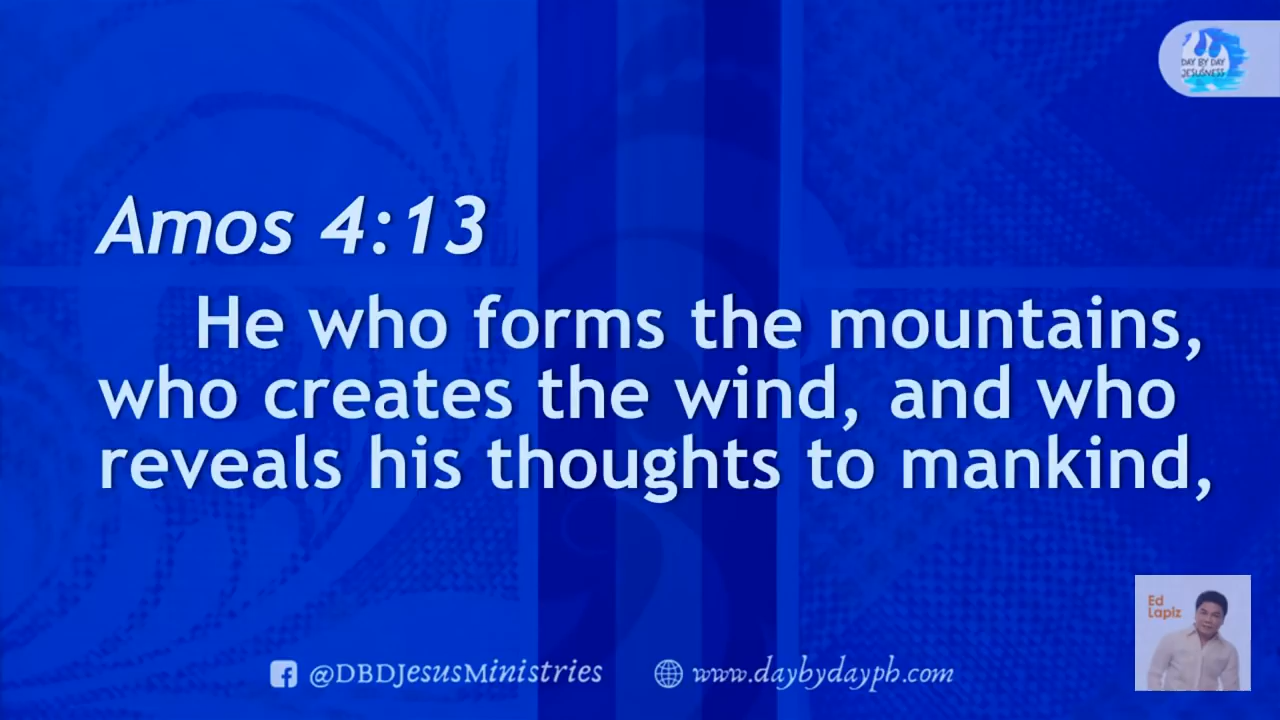 DAY BY DAY
JESUSNESS
Amos 4:13
He who forms the mountains,
who creates the wind, and who
reveals his thoughts to mankind,
Ed
Lapiz
@DBDJesusMinistries
www.daybydayph.com